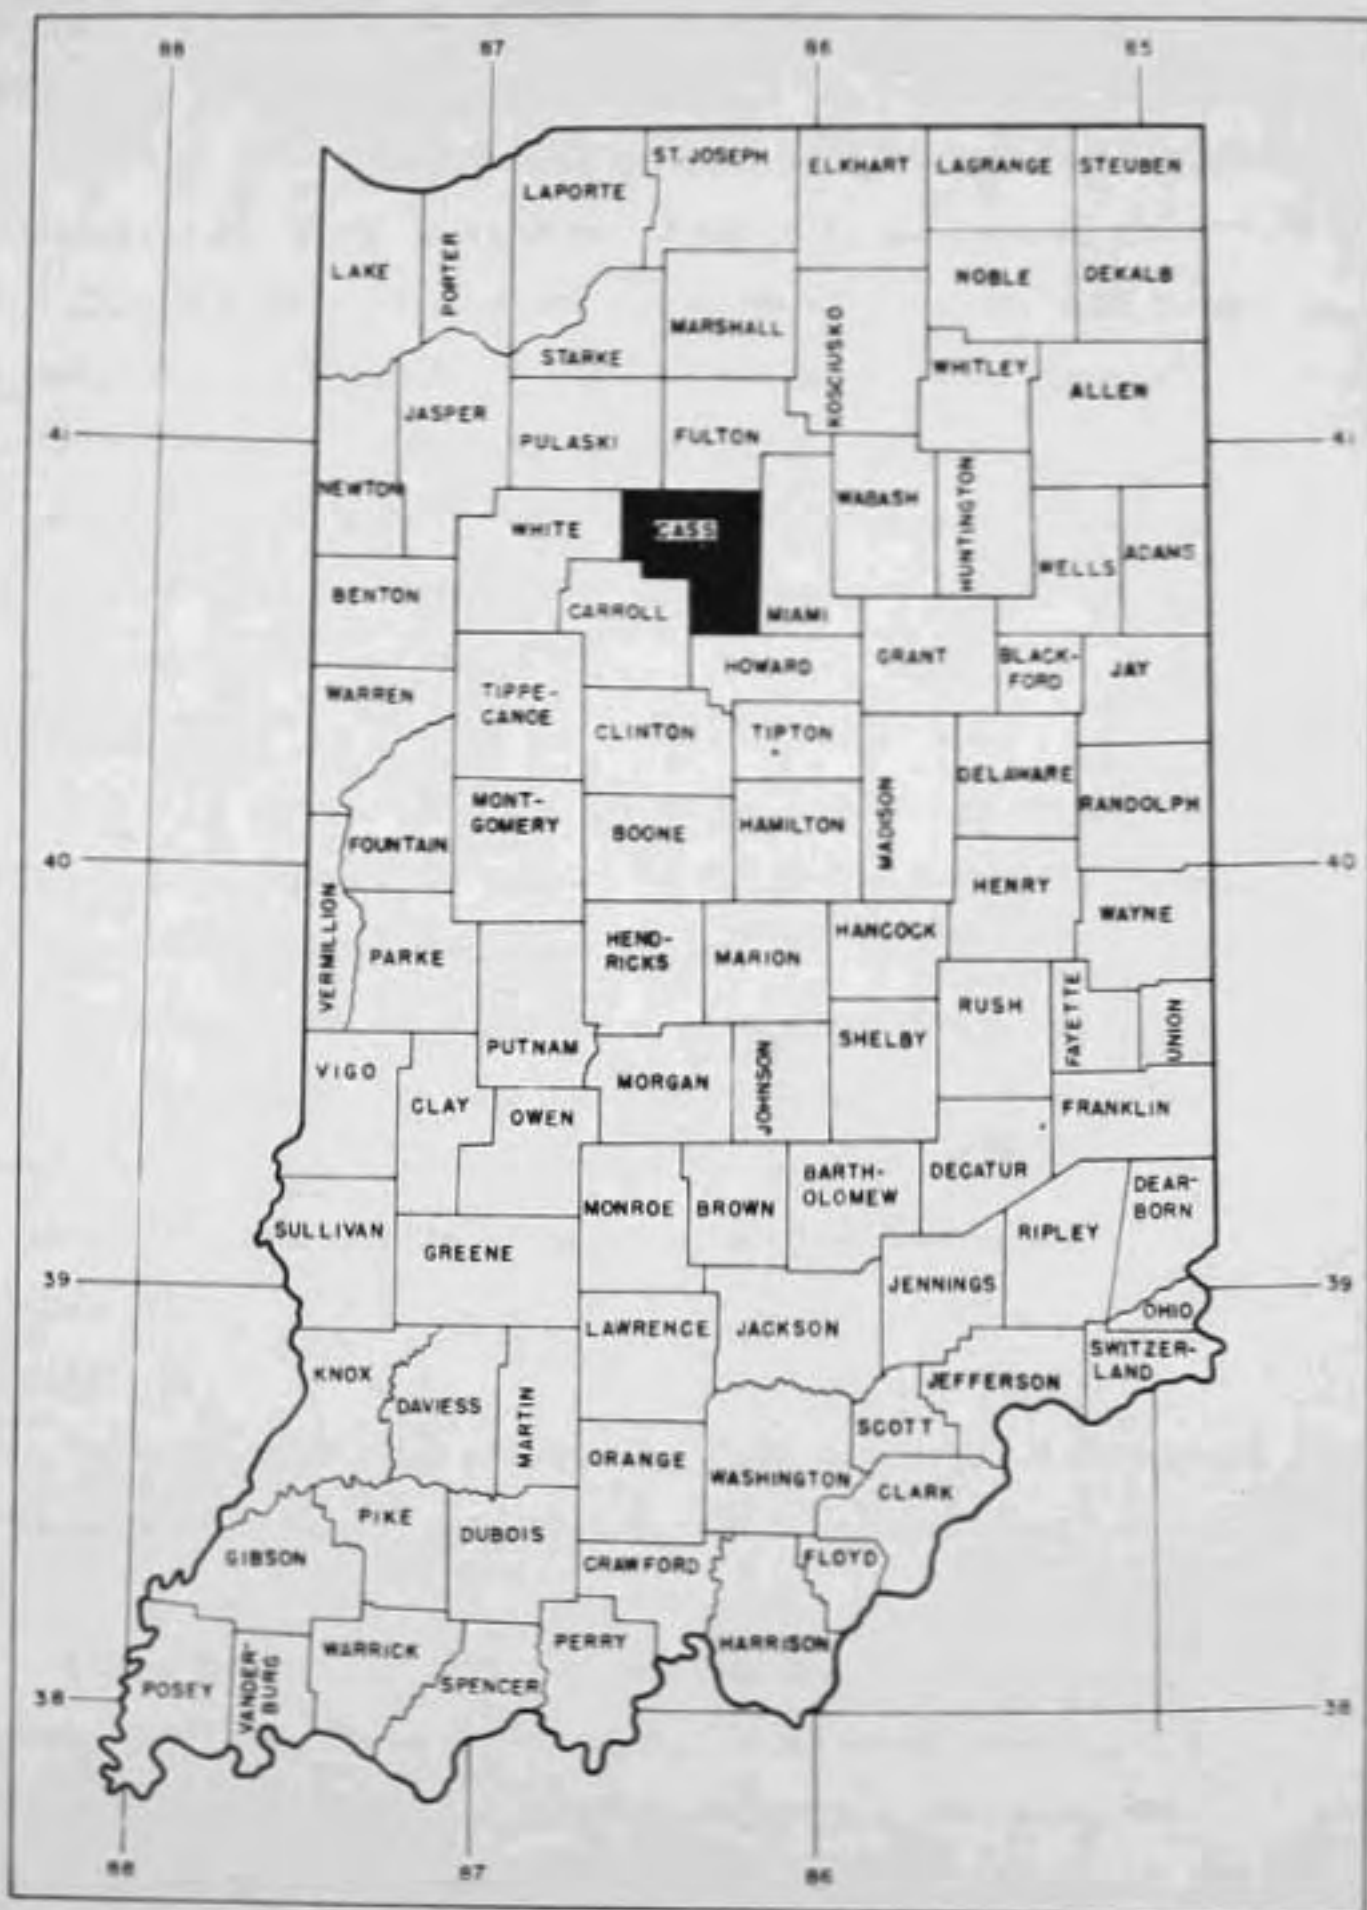 88 87 86 85
ST. JOSEPH
ELKHART
LAGRANGE
STEUBEN
LAPORTE
LAKE
PORTER
NOBLE
DEKALB
MARSHALL
KOSCIUSKO
STARKE
WHITLEY
ALLEN
JASPER
41
PULASKI
FULTON
41
NEWTON
WHITE
CASS
WABASH
HUNTINGTON
WELLS
ADAMS
BENTON
CARROLL
MIAMI
HOWARD
GRANT
BLACK-
FORD
JAY
WARREN
TIPPE-
CANOE
CLINTON
TIPTON
DELAWARE
RANDOLPH
MONT-
GOMERY
BOONE
HAMILTON
MADISON
FOUNTAIN
40
40
HENRY
WAYNE
VERMILLION
PARKE
HEND-
RICKS
MARION
HANCOCK
RUSH
FAYETTE
UNION
PUTNAM
SHELBY
VIGO
CLAY
OWEN
MORGAN
JOHNSON
FRANKLIN
DECATUR
BARTH-
OLOMEW
DEAR-
BORN
MONROE
BROWN
SULLIVAN
GREENE
RIPLEY
39
JENNINGS
39
OHIO
LAWRENCE
JACKSON
SWITZER-
LAND
KNOX
DAVIESS
MARTIN
JEFFERSON
SCOTT
ORANGE
WASHINGTON
CLARK
PIKE
DUBOIS
GIBSON
CRAWFORD
FLOYD
HARRISON
WARRICK
PERRY
POSEY
VANDER-
BURG
SPENCER
38
38
88 87 86